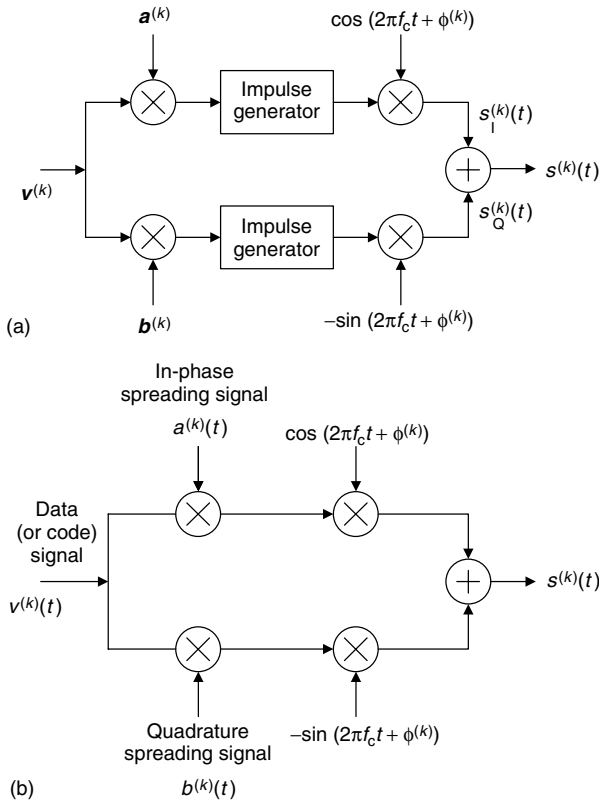 a^(k)
cos (2πf_c t + ϕ^(k))
Impulse
generator
s_I^(k)(t)
v^(k)
s^(k)(t)
s_Q^(k)(t)
Impulse
generator
b^(k)
−sin (2πf_c t + ϕ^(k))
(a)
In-phase
spreading signal
a^(k)(t)
cos (2πf_c t + ϕ^(k))
Data
(or code)
signal
v^(k)(t)
s^(k)(t)
Quadrature
spreading signal
b^(k)(t)
−sin (2πf_c t + ϕ^(k))
(b)